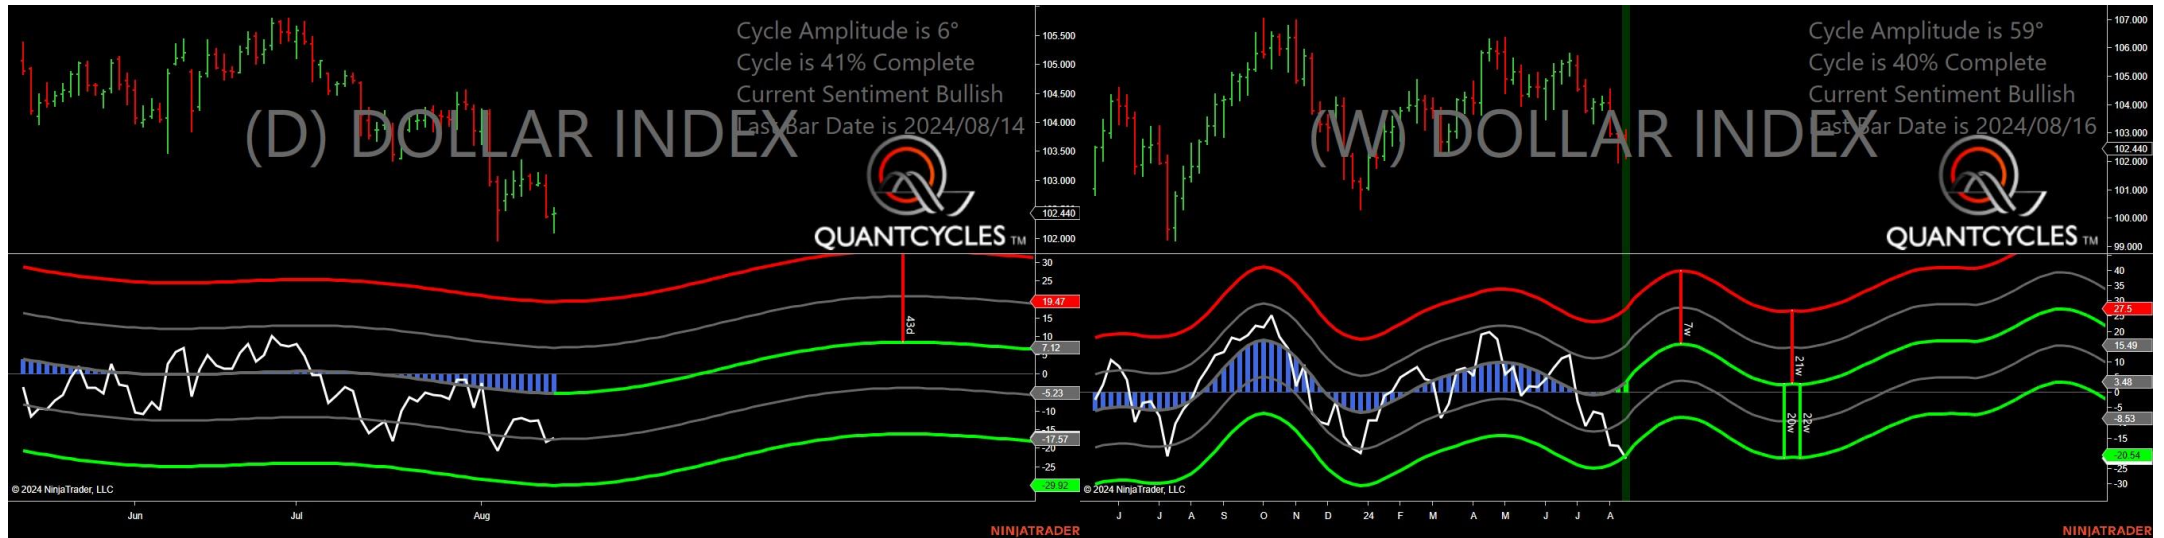 Cycle Amplitude is 6°
Cycle is 41% Complete
Current Sentiment Bullish
Last Bar Date is 2024/08/14
(D) DOLLAR INDEX
QUANTCYCLES TM
105.500
105.000
104.500
104.000
103.500
103.000
102.440
102.000
30
25
19.47
15
10
7.12
5
0
-5.23
-10
-15
-17.57
-20
-25
-29.92
43d
© 2024 NinjaTrader, LLC
Jun Jul Aug
NINJATRADER
Cycle Amplitude is 59°
Cycle is 40% Complete
Current Sentiment Bullish
Last Bar Date is 2024/08/16
(W) DOLLAR INDEX
QUANTCYCLES TM
107.000
106.000
105.000
104.000
103.000
102.440
102.000
101.000
100.000
99.000
40
35
30
27.5
25
20
15.49
10
5
3.48
0
-5
-8.53
-15
-20.54
-25
-30
7w
21w
20w
22w
© 2024 NinjaTrader, LLC
J J A S O N D 24 F M A M J J A
NINJATRADER